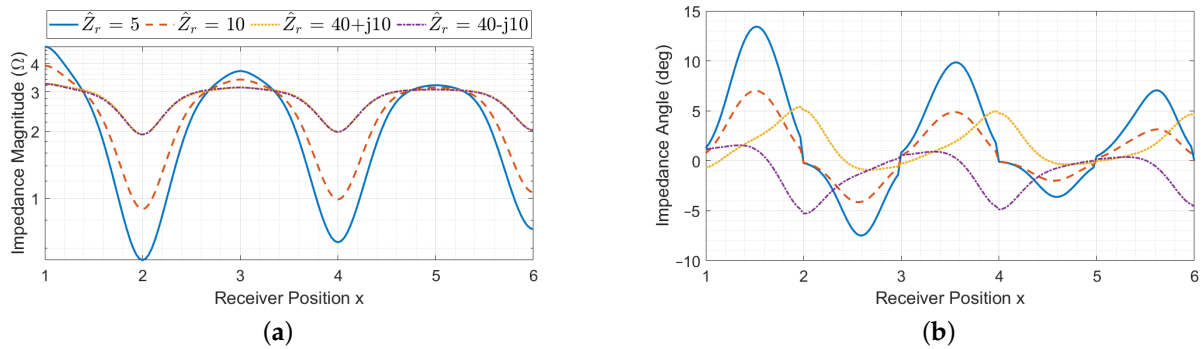 Ẑr = 5 Ẑr = 10 Ẑr = 40+j10 Ẑr = 40-j10
Impedance Magnitude (Ω)
4
3
2
1
1 2 3 4 5 6
Receiver Position x
(a)
Impedance Angle (deg)
15
10
5
0
−5
−10
1 2 3 4 5 6
Receiver Position x
(b)